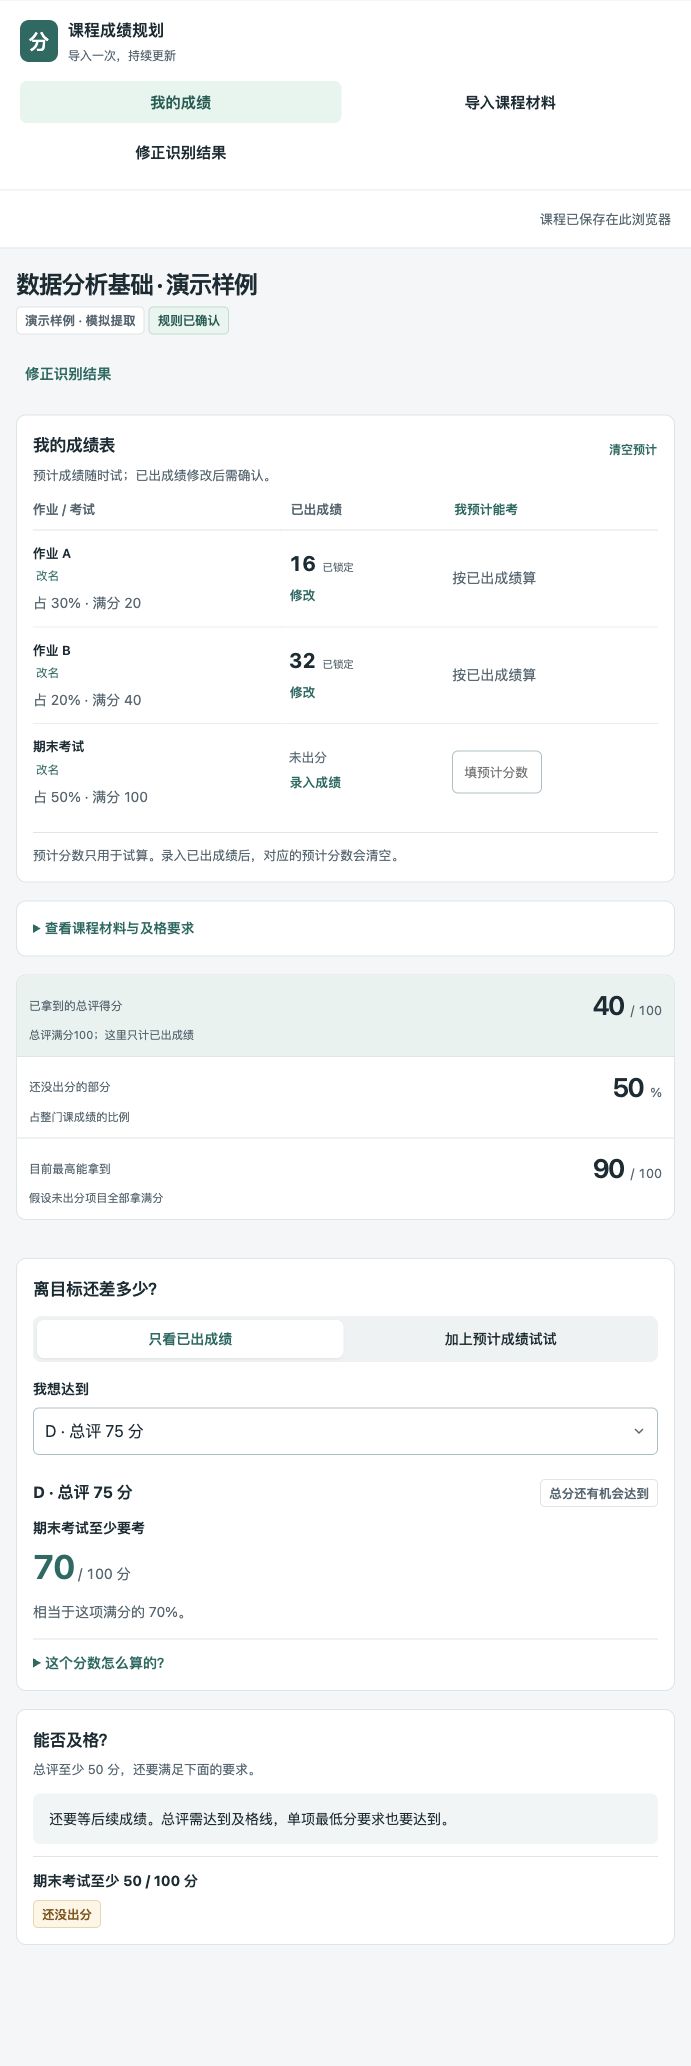 分
课程成绩规划
导入一次，持续更新
我的成绩
导入课程材料
修正识别结果
课程已保存在此浏览器
数据分析基础·演示样例
演示样例 · 模拟提取
规则已确认
修正识别结果
我的成绩表
清空预计
预计成绩随时试；已出成绩修改后需确认。
作业 / 考试 已出成绩 我预计能考
作业 A
改名
占 30% · 满分 20
16 已锁定
修改
按已出成绩算
作业 B
改名
占 20% · 满分 40
32 已锁定
修改
按已出成绩算
期末考试
改名
占 50% · 满分 100
未出分
录入成绩
填预计分数
预计分数只用于试算。录入已出成绩后，对应的预计分数会清空。
查看课程材料与及格要求
已拿到的总评得分
总评满分100；这里只计已出成绩
40 / 100
还没出分的部分
占整门课成绩的比例
50 %
目前最高能拿到
假设未出分项目全部拿满分
90 / 100
离目标还差多少？
只看已出成绩
加上预计成绩试试
我想达到
D · 总评 75 分
D · 总评 75 分
总分还有机会达到
期末考试至少要考
70 / 100 分
相当于这项满分的 70%。
这个分数怎么算的？
能否及格？
总评至少 50 分，还要满足下面的要求。
还要等后续成绩。总评需达到及格线，单项最低分要求也要达到。
期末考试至少 50 / 100 分
还没出分